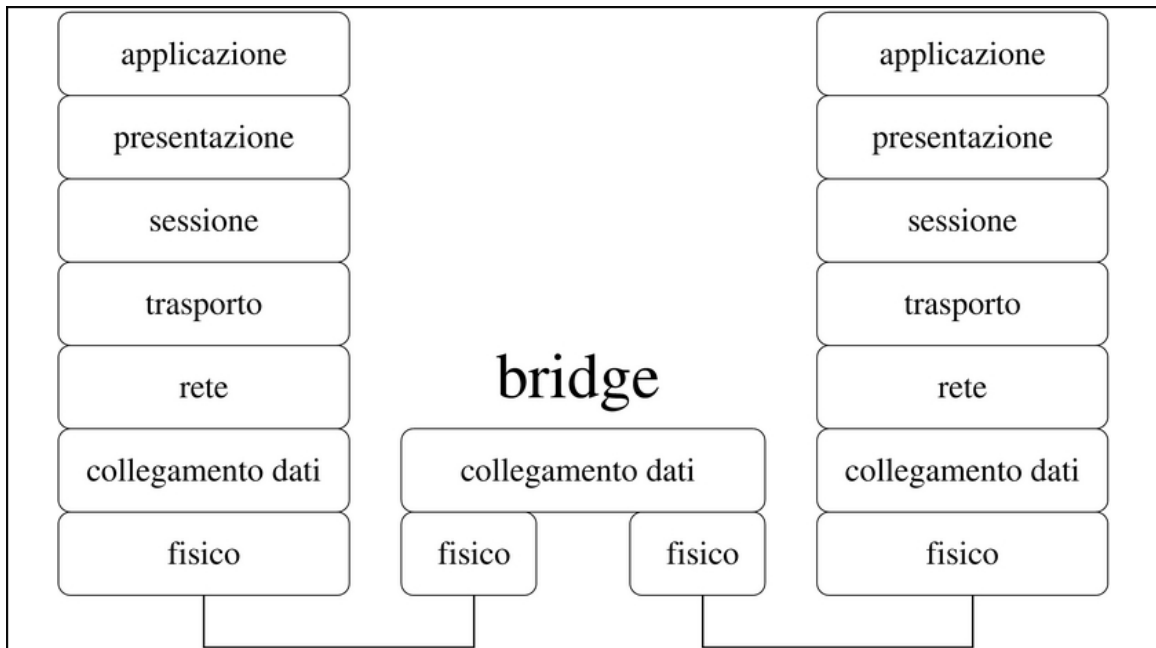 applicazione
presentazione
sessione
trasporto
rete
collegamento dati
fisico
bridge
collegamento dati
fisico
fisico
applicazione
presentazione
sessione
trasporto
rete
collegamento dati
fisico